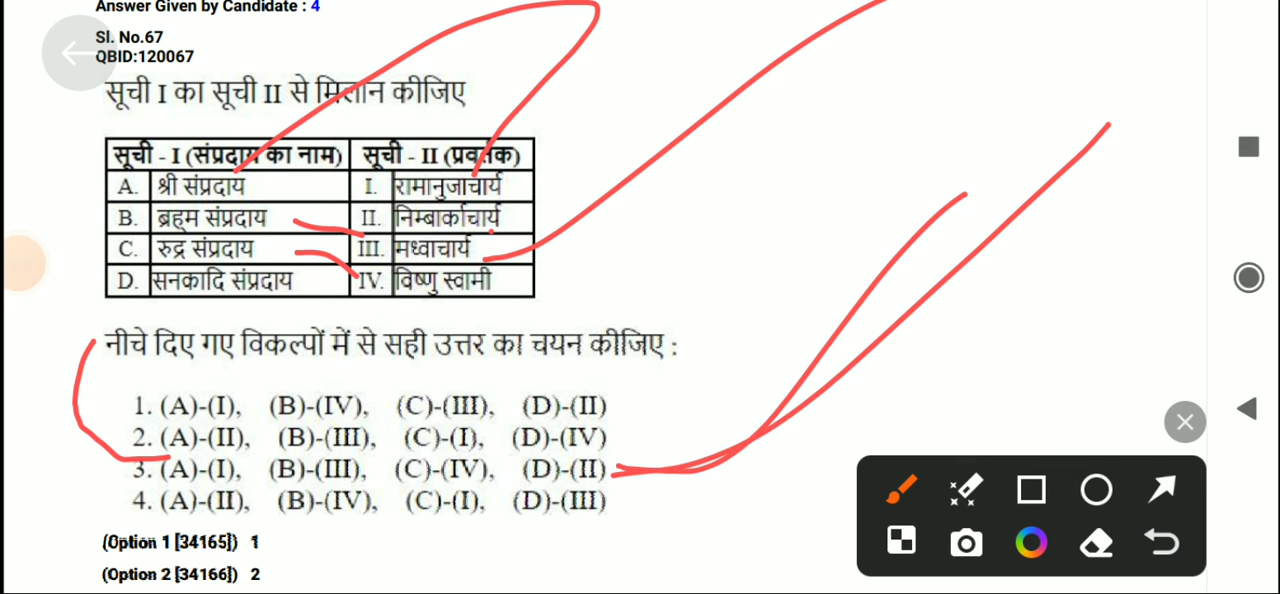 Answer Given by Candidate : 4
Sl. No.67
QBID:120067
सूची I का सूची II से मिलान कीजिए
सूची - I (संप्रदाय का नाम) सूची - II (प्रवर्तक)
A. श्री संप्रदाय I. रामानुजाचार्य
B. ब्रह्म संप्रदाय II. निम्बार्काचार्य
C. रुद्र संप्रदाय III. मध्वाचार्य
D. सनकादि संप्रदाय IV. विष्णु स्वामी
नीचे दिए गए विकल्पों में से सही उत्तर का चयन कीजिए :
1. (A)-(I), (B)-(IV), (C)-(III), (D)-(II)
2. (A)-(II), (B)-(III), (C)-(I), (D)-(IV)
3. (A)-(I), (B)-(III), (C)-(IV), (D)-(II)
4. (A)-(II), (B)-(IV), (C)-(I), (D)-(III)
(Option 1 [34165]) 1
(Option 2 [34166]) 2